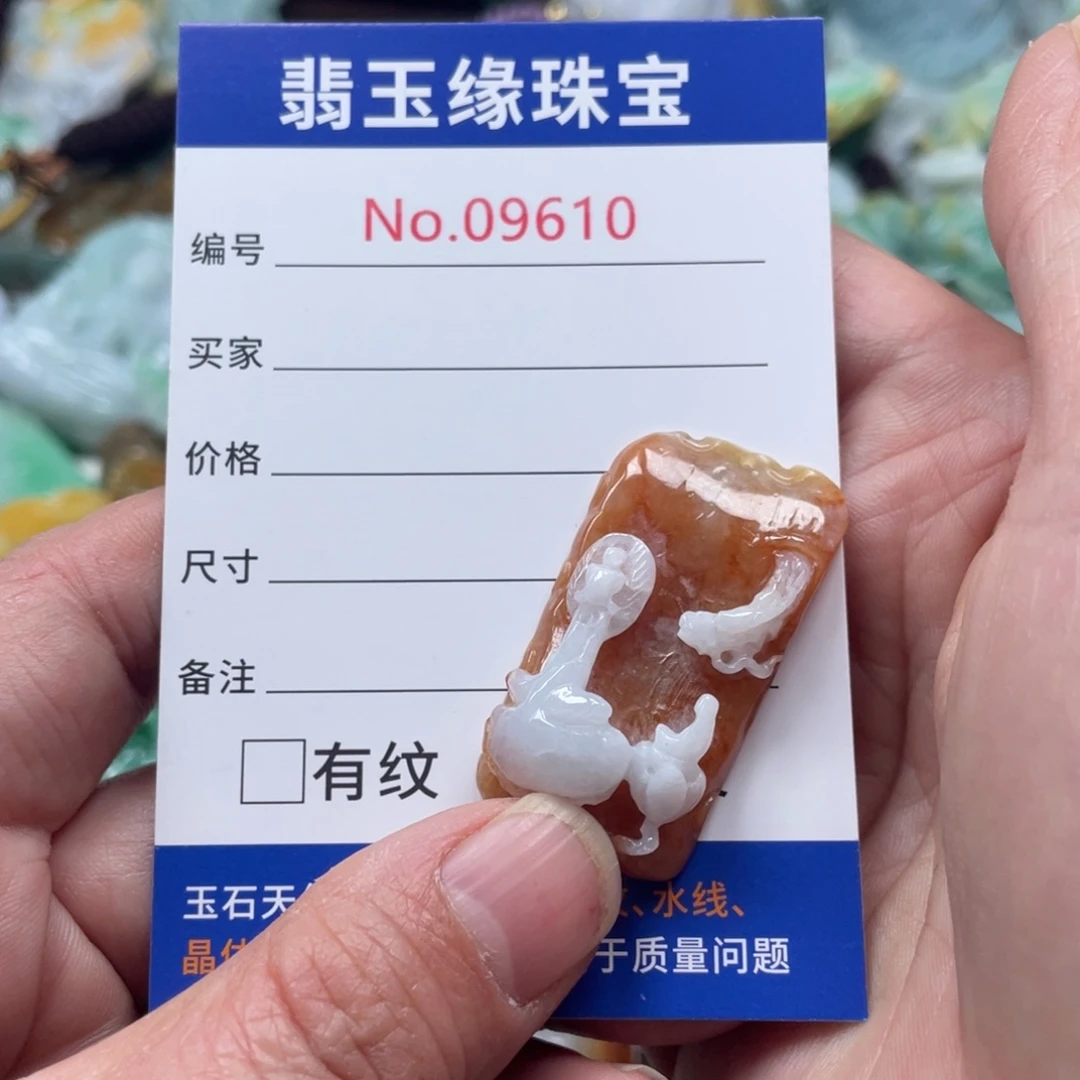 翡玉缘珠宝
编号 No.09610
买家
价格
尺寸
备注
有纹
玉石天 、水线、
晶 于质量问题